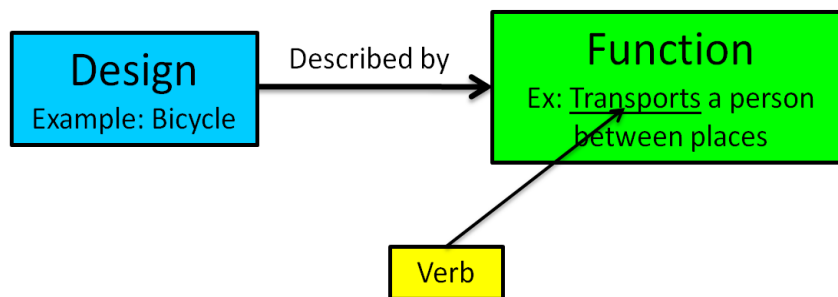 Design
Example: Bicycle
Described by
Function
Ex: Transports a person
between places
Verb